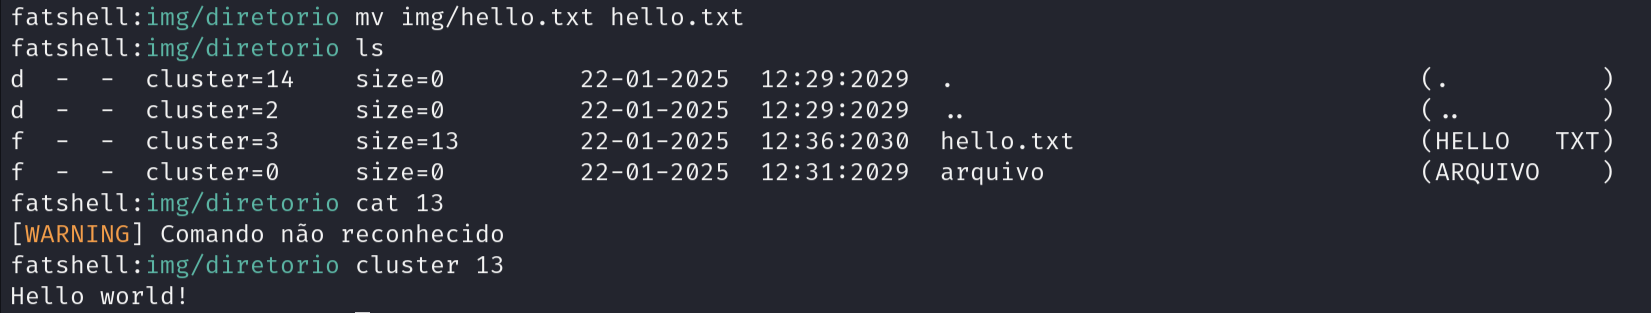 fatshell:img/diretorio mv img/hello.txt hello.txt
fatshell:img/diretorio ls
d  -  -  cluster=14    size=0         22-01-2025  12:29:2029  .                               (.          )
d  -  -  cluster=2     size=0         22-01-2025  12:29:2029  ..                              (..         )
f  -  -  cluster=3     size=13        22-01-2025  12:36:2030  hello.txt                       (HELLO   TXT)
f  -  -  cluster=0     size=0         22-01-2025  12:31:2029  arquivo                         (ARQUIVO    )
fatshell:img/diretorio cat 13
[WARNING] Comando não reconhecido
fatshell:img/diretorio cluster 13
Hello world!